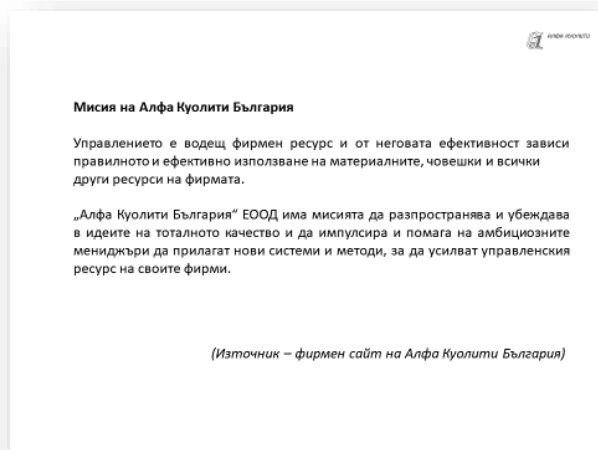 АЛФА КУОЛИТИ
Мисия на Алфа Куолити България
Управлението е водещ фирмен ресурс и от неговата ефективност зависи
правилното и ефективно използване на материалните, човешки и всички
други ресурси на фирмата.
„Алфа Куолити България“ ЕООД има мисията да разпространява и убеждава
в идеите на тоталното качество и да импулсира и помага на амбициозните
мениджъри да прилагат нови системи и методи, за да усилват управленския
ресурс на своите фирми.
(Източник – фирмен сайт на Алфа Куолити България)